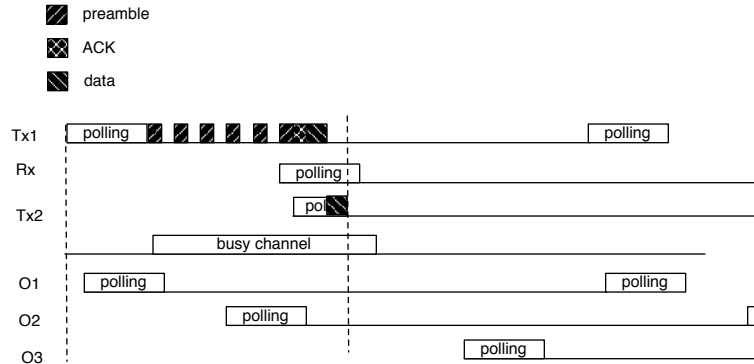 preamble
ACK
data
Tx1 polling polling
Rx polling
Tx2 pol
busy channel
O1 polling polling
O2 polling
O3 polling